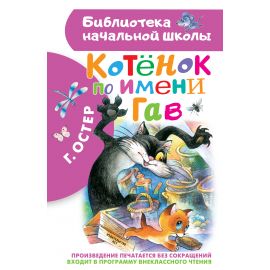 Библиотека
начальной школы
Котёнок
по имени
Гав
Г. ОСТЕР
ПРОИЗВЕДЕНИЕ ПЕЧАТАЕТСЯ БЕЗ СОКРАЩЕНИЙ
ВХОДИТ В ПРОГРАММУ ВНЕКЛАССНОГО ЧТЕНИЯ